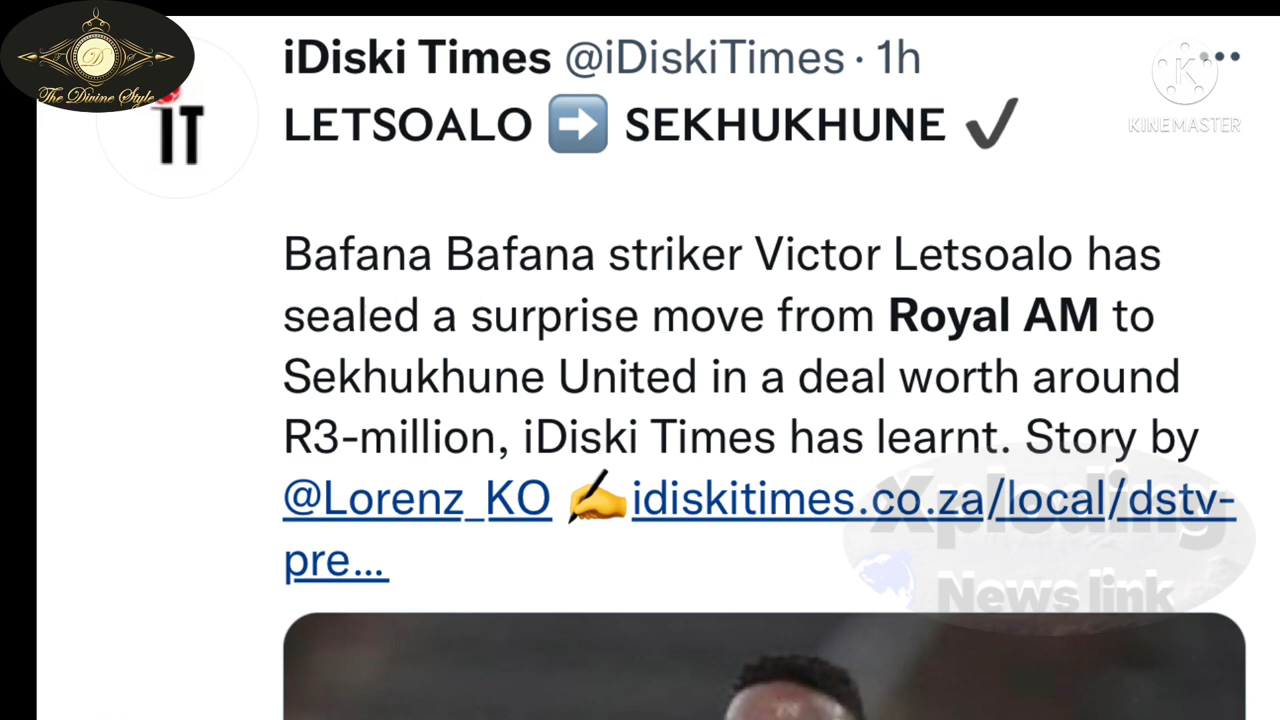 iDiski Times @iDiskiTimes · 1h
LETSOALO ➡️ SEKHUKHUNE ✔️
Bafana Bafana striker Victor Letsoalo has
sealed a surprise move from Royal AM to
Sekhukhune United in a deal worth around
R3-million, iDiski Times has learnt. Story by
@Lorenz_KO ✍️idiskitimes.co.za/local/dstv-
pre...
D
The Divine Style
iT
K
KINEMASTER
Xploding
News link